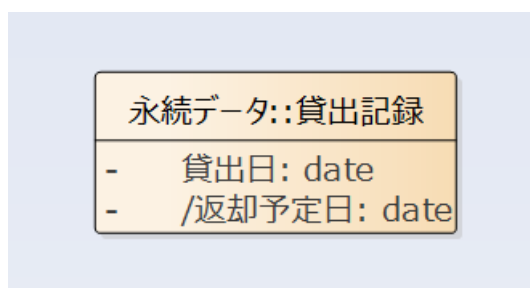 永続データ::貸出記録
- 貸出日: date
- /返却予定日: date